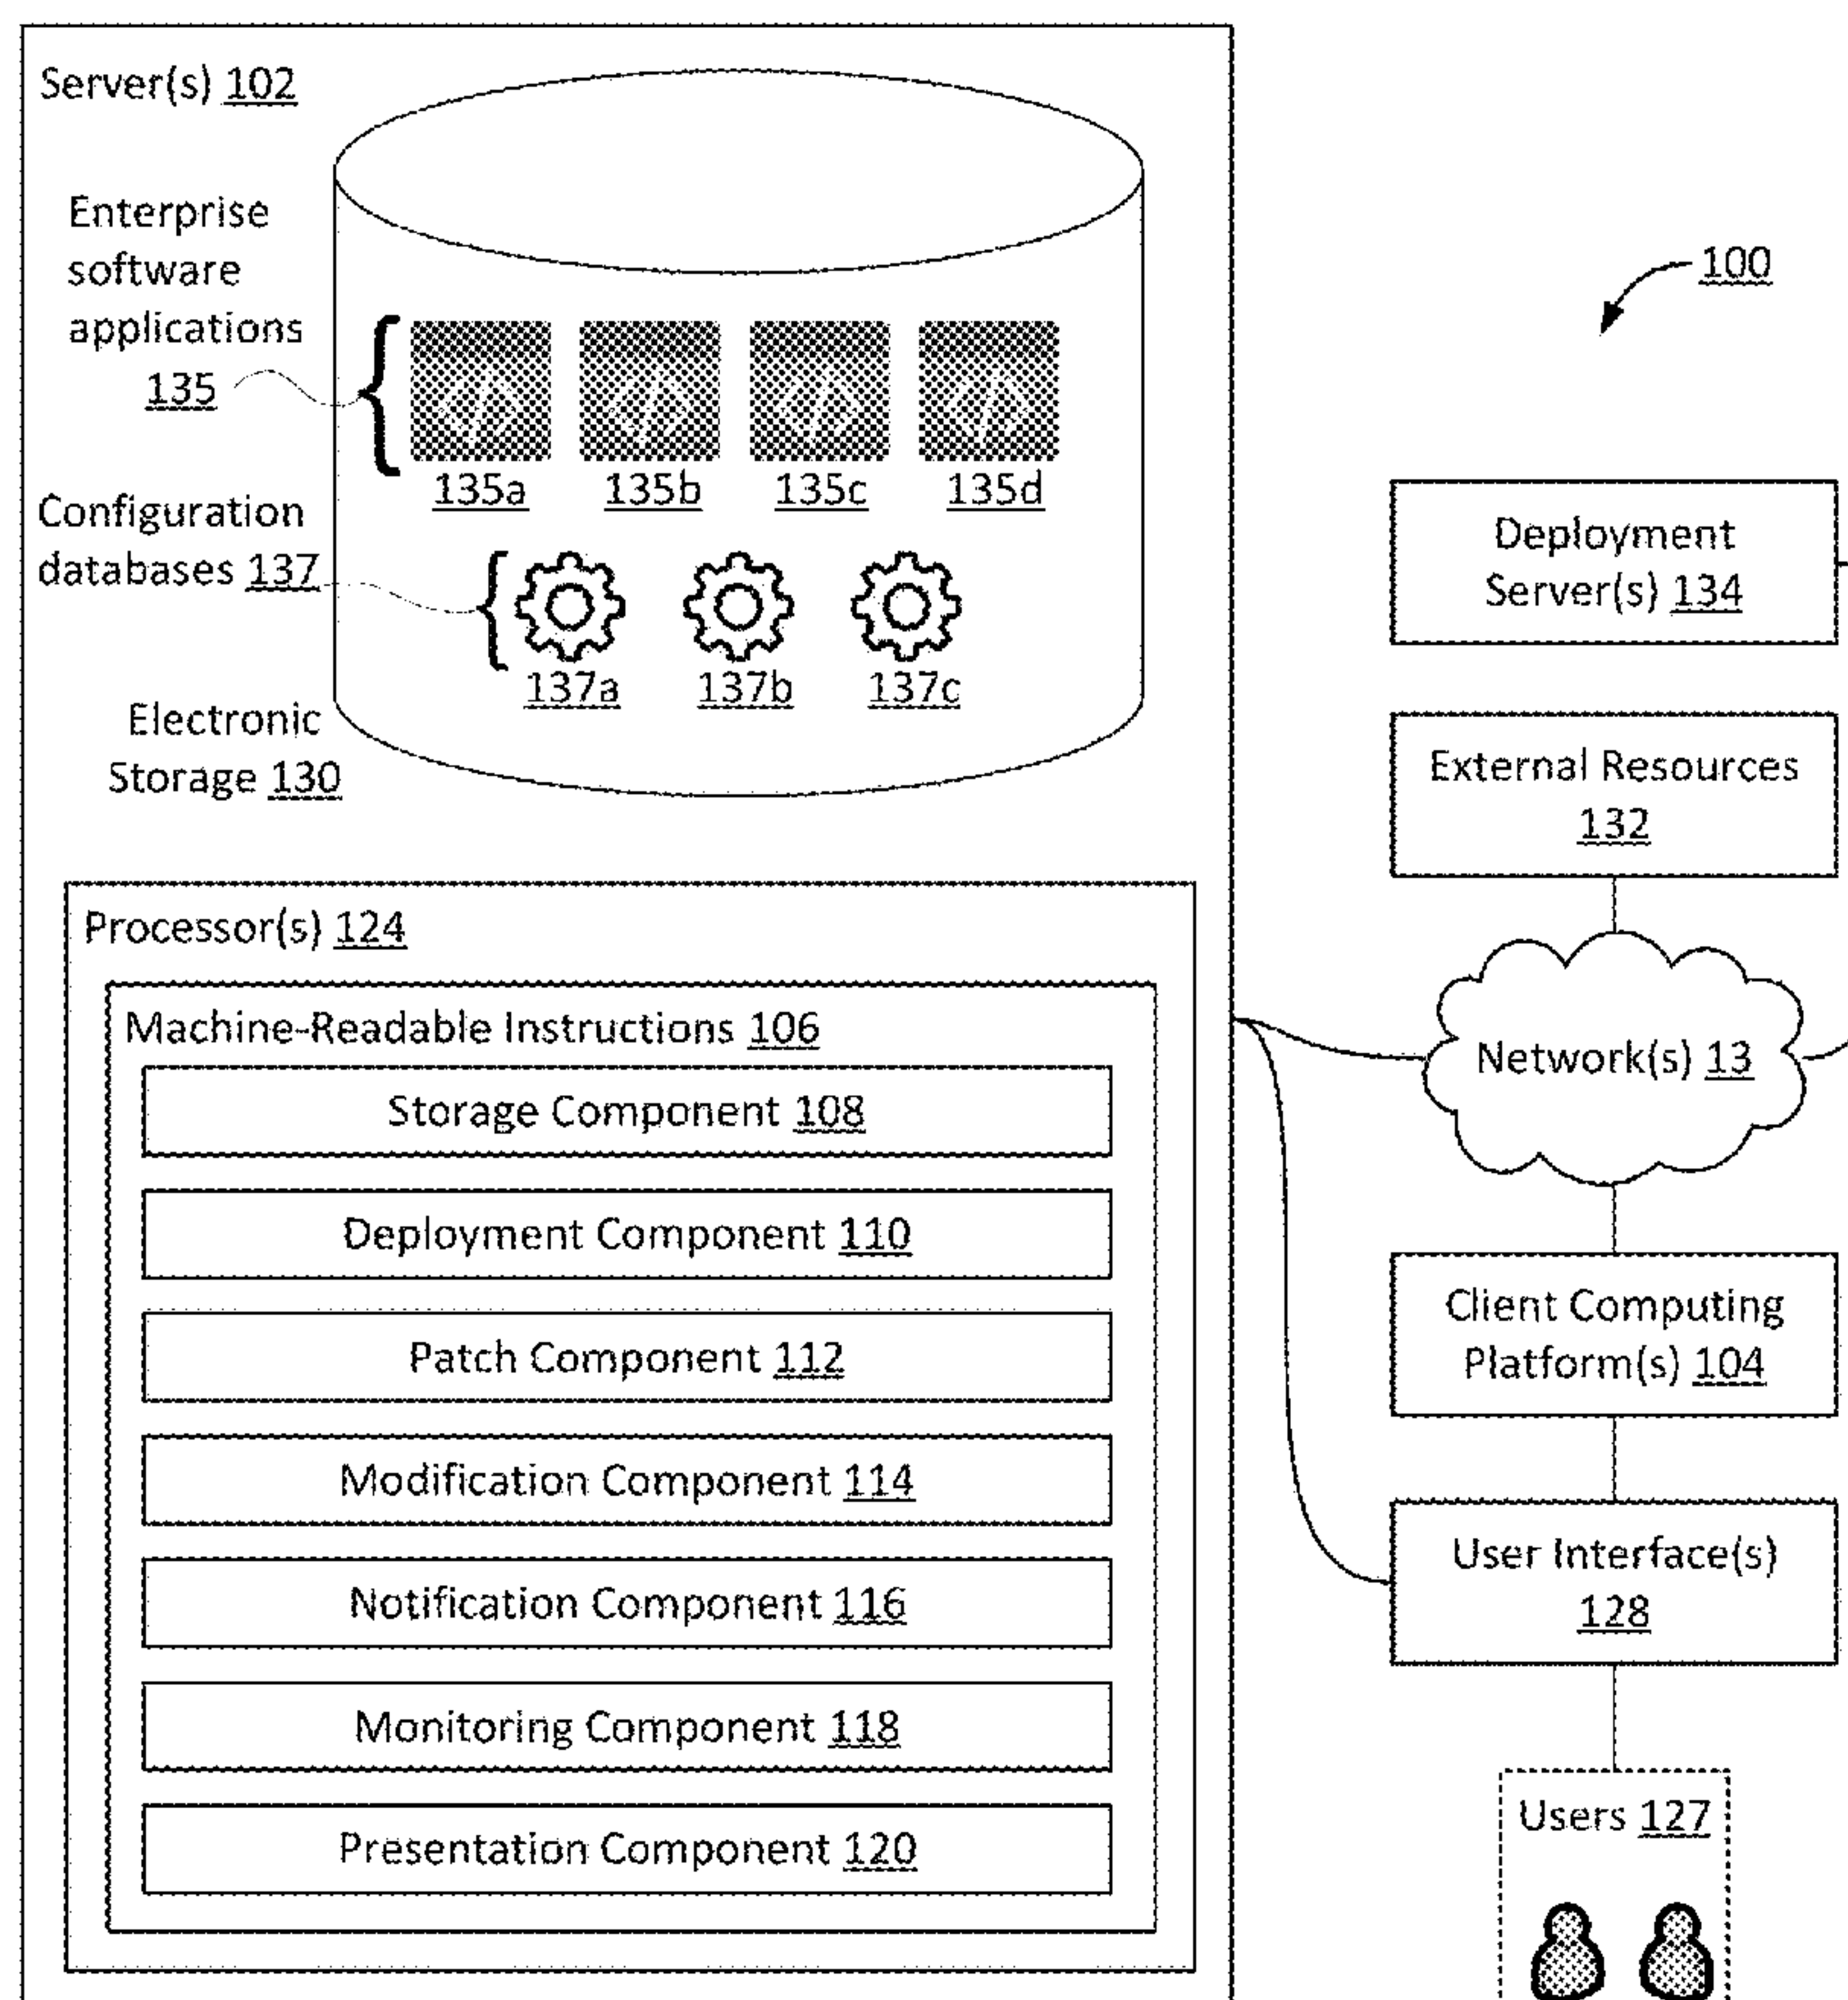 Server(s) 102
Enterprise
software
applications
135
135a 135b 135c 135d
Configuration
databases 137
137a 137b 137c
Electronic
Storage 130
Processor(s) 124
Machine-Readable Instructions 106
Storage Component 108
Deployment Component 110
Patch Component 112
Modification Component 114
Notification Component 116
Monitoring Component 118
Presentation Component 120
100
Deployment
Server(s) 134
External Resources
132
Network(s) 13
Client Computing
Platform(s) 104
User Interface(s)
128
Users 127